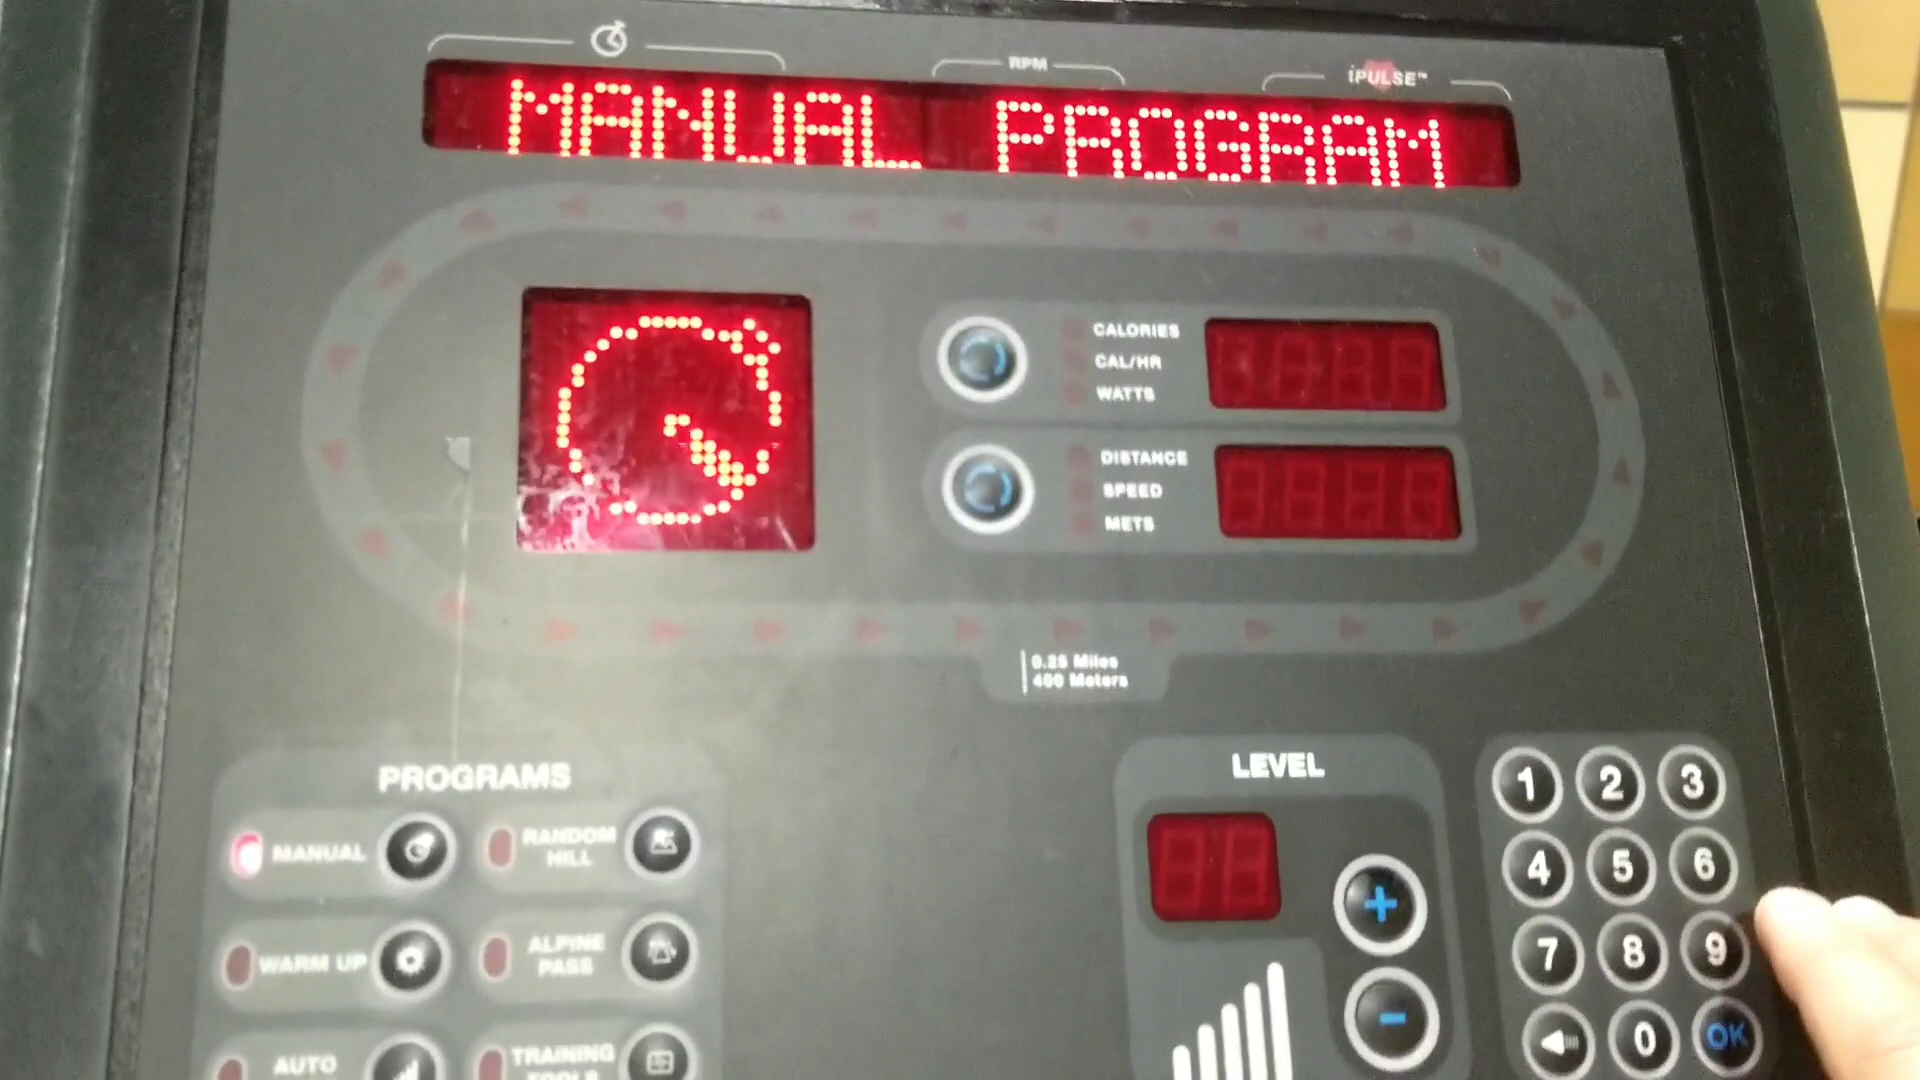 RPM
iPULSE™
MANUAL PROGRAM
CALORIES
CAL/HR
WATTS
DISTANCE
SPEED
METS
0.25 Miles
400 Meters
PROGRAMS
MANUAL
RANDOM
HILL
WARM UP
ALPINE
PASS
AUTO
TRAINING
TOOLS
LEVEL
+
-
1 2 3
4 5 6
7 8 9
0 OK